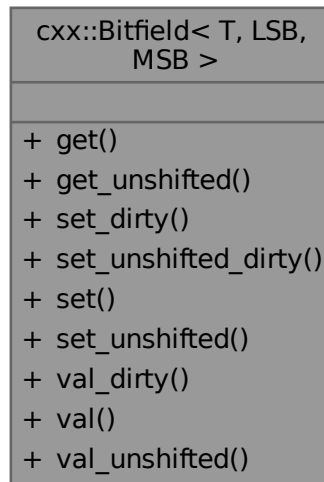 cxx::Bitfield< T, LSB,
MSB >
+ get()
+ get_unshifted()
+ set_dirty()
+ set_unshifted_dirty()
+ set()
+ set_unshifted()
+ val_dirty()
+ val()
+ val_unshifted()